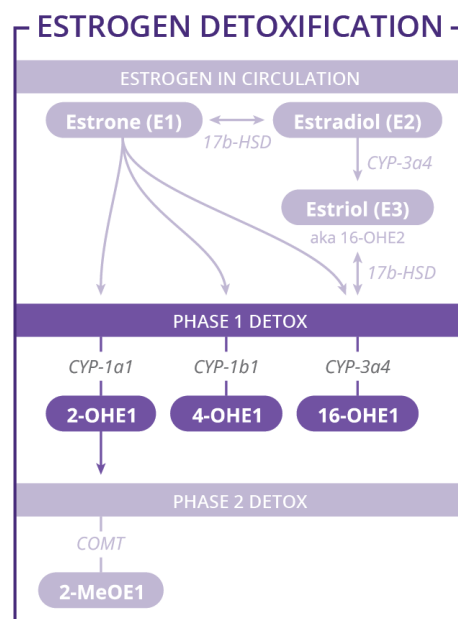 ESTROGEN DETOXIFICATION
ESTROGEN IN CIRCULATION
Estrone (E1)
Estradiol (E2)
17b-HSD
CYP-3a4
Estriol (E3)
aka 16-OHE2
17b-HSD
PHASE 1 DETOX
CYP-1a1
CYP-1b1
CYP-3a4
2-OHE1
4-OHE1
16-OHE1
PHASE 2 DETOX
COMT
2-MeOE1